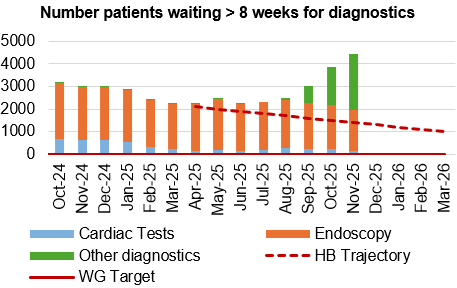 Number patients waiting > 8 weeks for diagnostics
5000
4000
3000
2000
1000
0
Oct-24
Nov-24
Dec-24
Jan-25
Feb-25
Mar-25
Apr-25
May-25
Jun-25
Jul-25
Aug-25
Sep-25
Oct-25
Nov-25
Dec-25
Jan-26
Feb-26
Mar-26
Cardiac Tests
Endoscopy
Other diagnostics
HB Trajectory
WG Target